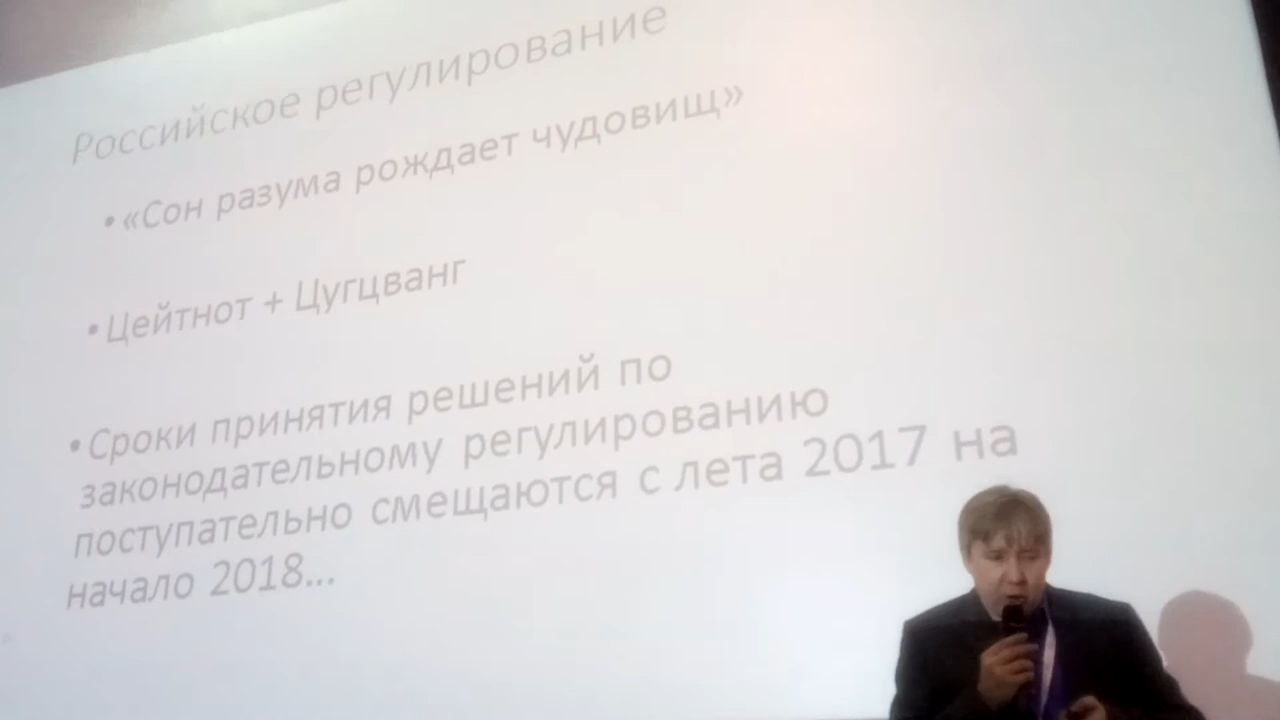 Российское регулирование
•«Сон разума рождает чудовищ»
•Цейтнот + Цугцванг
•Сроки принятия решений по
законодательному регулированию
поступательно смещаются с лета 2017 на
начало 2018...